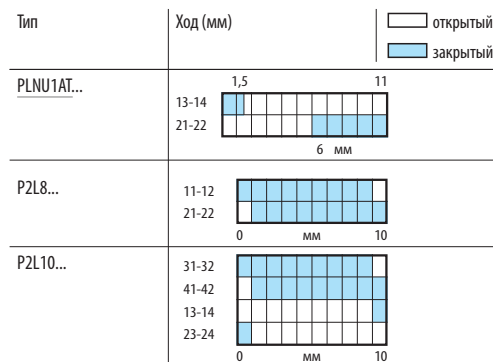 Тип Ход (мм) открытый
закрытый
PLNU1AT... 1,5 11
13-14
21-22
6 мм
P2L8... 11-12
21-22
0 мм 10
P2L10... 31-32
41-42
13-14
23-24
0 мм 10